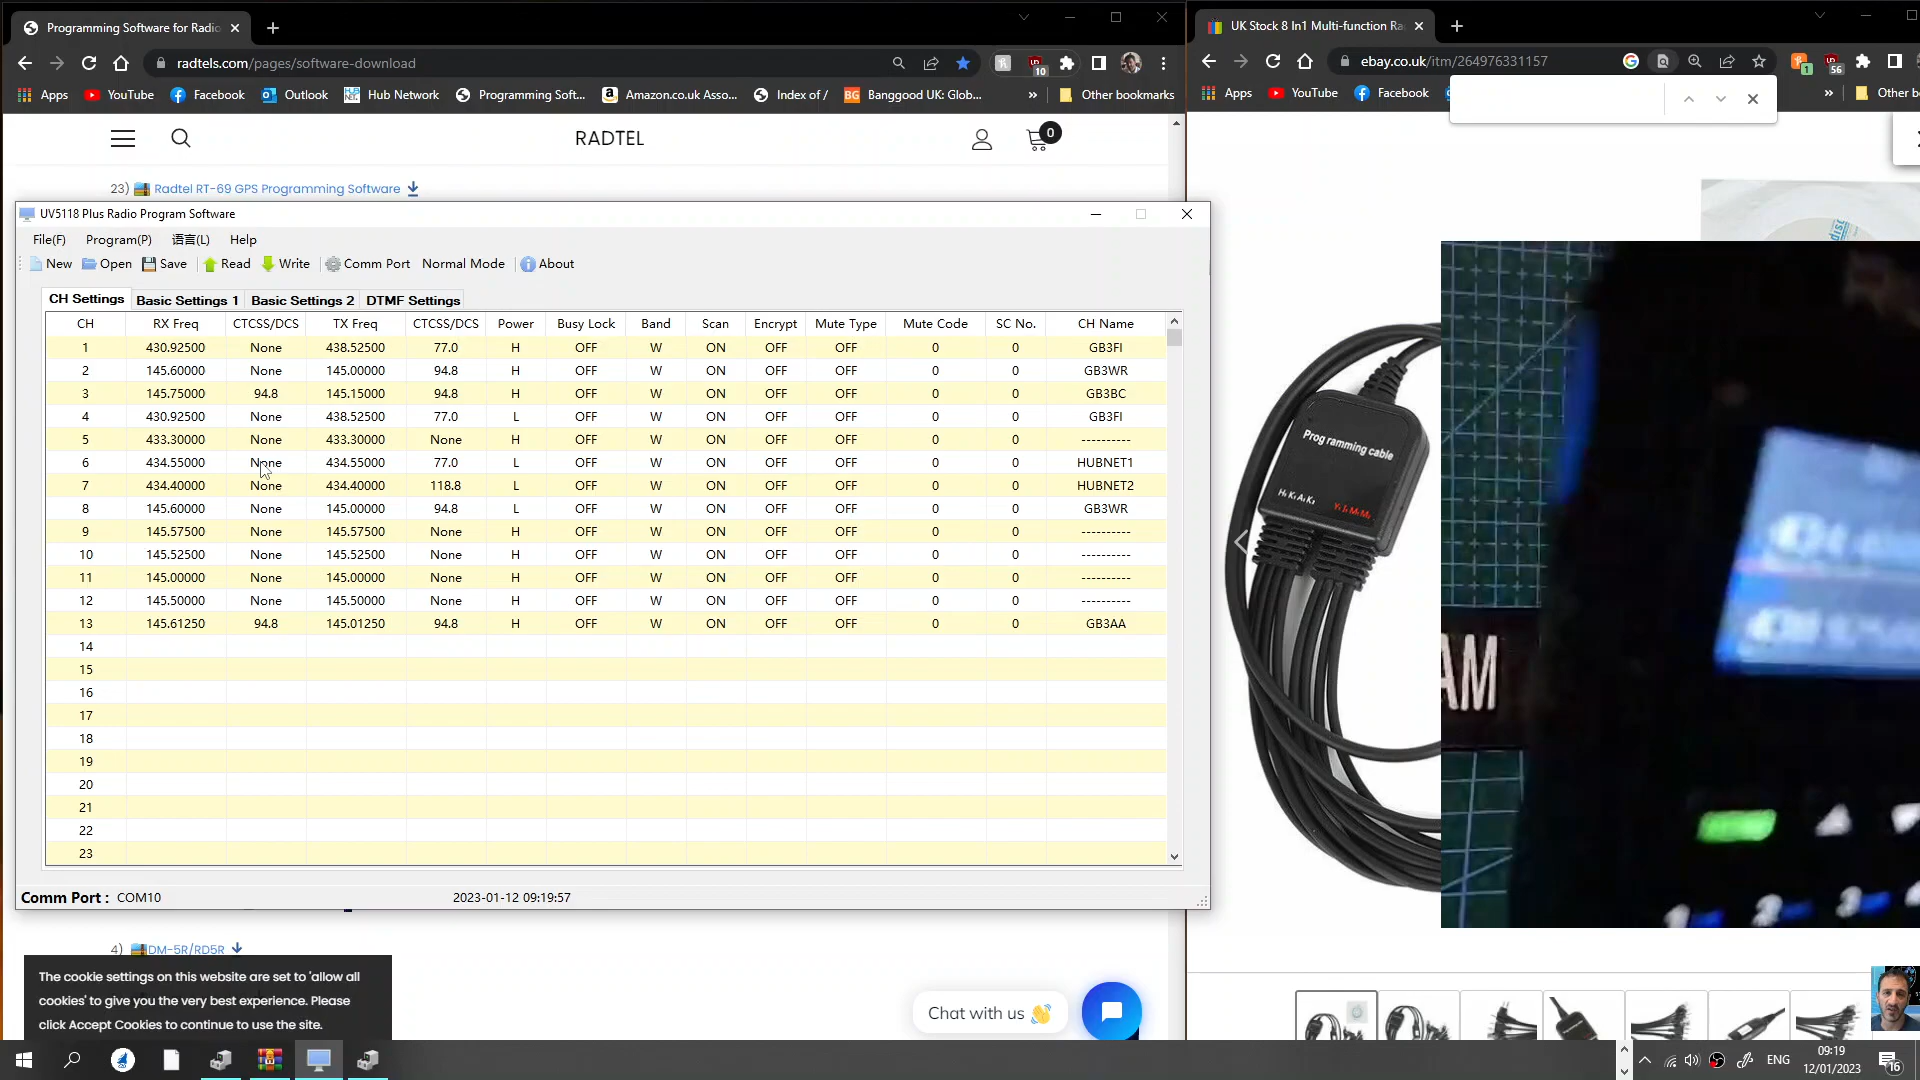 Programming Software for Radio
radtels.com/pages/software-download
10
Apps YouTube Facebook Outlook Hub Network Programming Soft... Amazon.co.uk Asso... Index of / BG Banggood UK: Glob... » Other bookmarks
RADTEL
0
23) Radtel RT-69 GPS Programming Software
UV5118 Plus Radio Program Software
File(F) Program(P) 语言(L) Help
New Open Save Read Write Comm Port Normal Mode About
CH Settings Basic Settings 1 Basic Settings 2 DTMF Settings
CH RX Freq CTCSS/DCS TX Freq CTCSS/DCS Power Busy Lock Band Scan Encrypt Mute Type Mute Code SC No. CH Name
1 430.92500 None 438.52500 77.0 H OFF W ON OFF OFF 0 0 GB3FI
2 145.60000 None 145.00000 94.8 H OFF W ON OFF OFF 0 0 GB3WR
3 145.75000 94.8 145.15000 94.8 H OFF W ON OFF OFF 0 0 GB3BC
4 430.92500 None 438.52500 77.0 L OFF W ON OFF OFF 0 0 GB3FI
5 433.30000 None 433.30000 None H OFF W ON OFF OFF 0 0 ----------
6 434.55000 None 434.55000 77.0 L OFF W ON OFF OFF 0 0 HUBNET1
7 434.40000 None 434.40000 118.8 L OFF W ON OFF OFF 0 0 HUBNET2
8 145.60000 None 145.00000 94.8 L OFF W ON OFF OFF 0 0 GB3WR
9 145.57500 None 145.57500 None H OFF W ON OFF OFF 0 0 ----------
10 145.52500 None 145.52500 None H OFF W ON OFF OFF 0 0 ----------
11 145.00000 None 145.00000 None H OFF W ON OFF OFF 0 0 ----------
12 145.50000 None 145.50000 None H OFF W ON OFF OFF 0 0 ----------
13 145.61250 94.8 145.01250 94.8 H OFF W ON OFF OFF 0 0 GB3AA
14
15
16
17
18
19
20
21
22
23
Comm Port : COM10 2023-01-12 09:19:57
4) DM-5R/RD5R
The cookie settings on this website are set to 'allow all
cookies' to give you the very best experience. Please
click Accept Cookies to continue to use the site.
Chat with us 👋
UK Stock 8 In1 Multi-function Ra
ebay.co.uk/itm/264976331157
1 56
Apps YouTube Facebook » Other b
disc
Programming cable
AM
1 2 3
ENG 09:19
12/01/2023
16